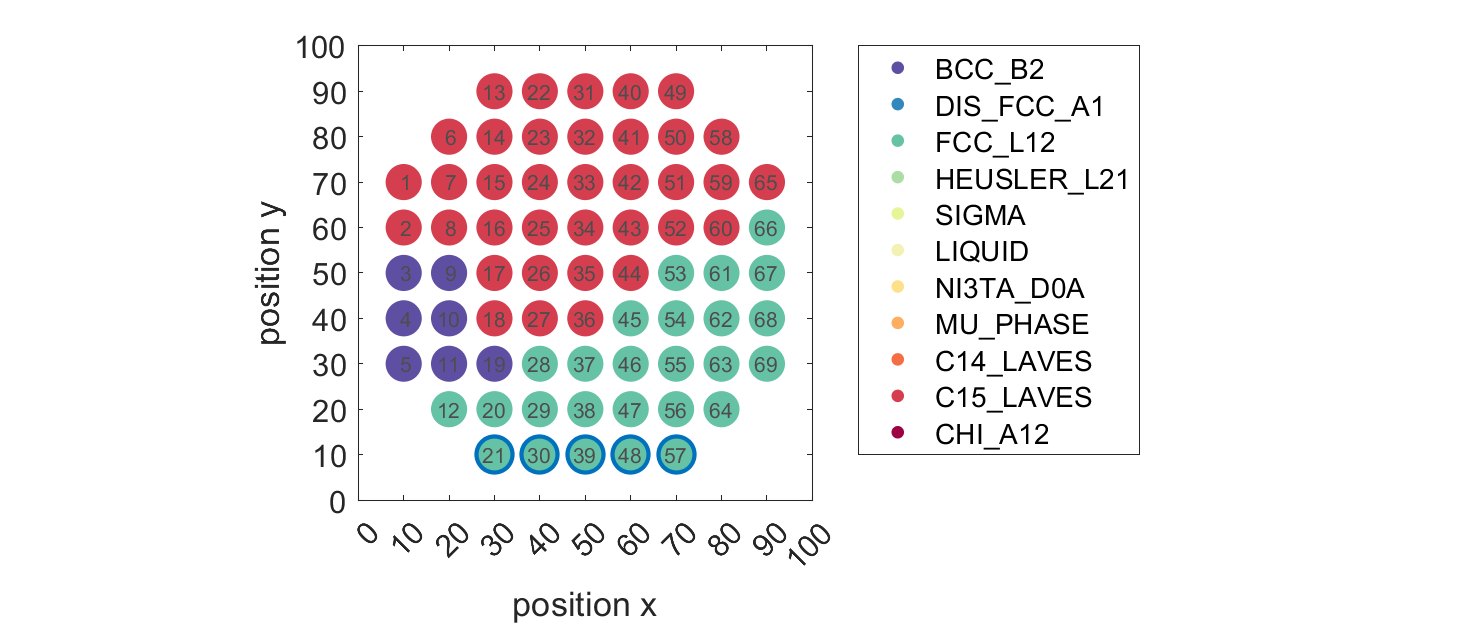 100
90 13 22 31 40 49
80 6 14 23 32 41 50 58
70 1 7 15 24 33 42 51 59 65
60 2 8 16 25 34 43 52 60 66
50 3 9 17 26 35 44 53 61 67
40 4 10 18 27 36 45 54 62 68
30 5 11 19 28 37 46 55 63 69
20 12 20 29 38 47 56 64
10 21 30 39 48 57
0
position y
0 10 20 30 40 50 60 70 80 90 100
position x
BCC_B2
DIS_FCC_A1
FCC_L12
HEUSLER_L21
SIGMA
LIQUID
NI3TA_D0A
MU_PHASE
C14_LAVES
C15_LAVES
CHI_A12